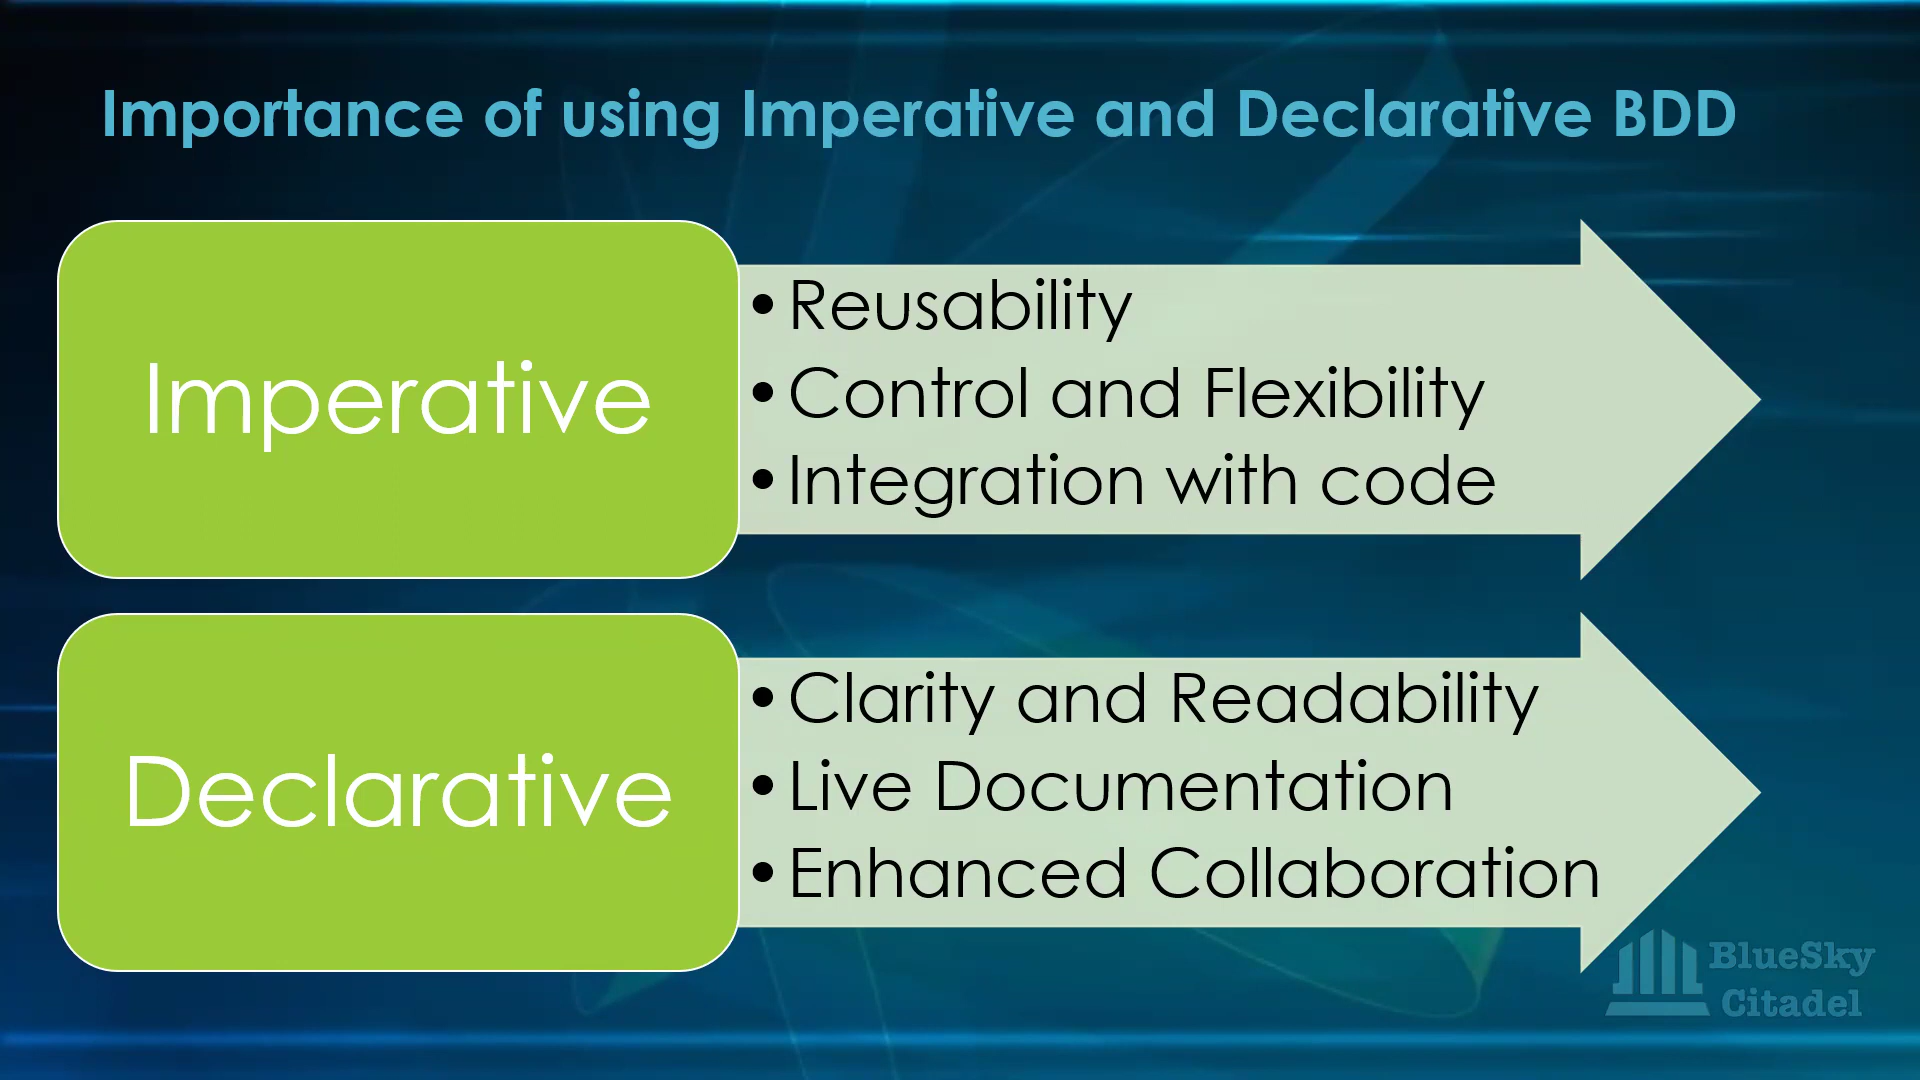 Importance of using Imperative and Declarative BDD
Imperative
•Reusability
•Control and Flexibility
•Integration with code
Declarative
•Clarity and Readability
•Live Documentation
•Enhanced Collaboration
BlueSky
Citadel